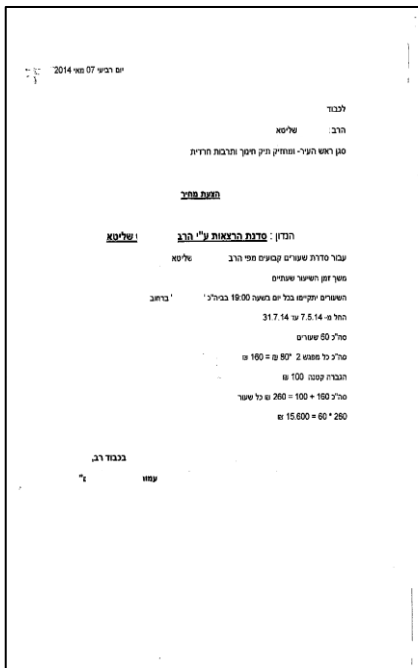 יום רביעי 07 מאי 2014
לכבוד
הרב : שליטא
סגן ראש העיר- ומחזיק תיק חינוך ותרבות חרדית
הצעת מחיר
הנדון : סדנת הרצאות ע"י הרב שליטא
עבור סדרת שעורים קבועים מפי הרב שליטא
משך זמן השיעור שעתיים
השעורים יתקיימו בכל יום בשעה 19:00 בביה"כ ' ' ברחוב
החל מ- 7.5.14 עד 31.7.14
סה"כ 60 שעורים
סה"כ כל מפגש 2 *80 ₪ = 160 ₪
הגברה קטנה 100 ₪
סה"כ 160 + 100 = 260 ₪ כל שעור
260 * 60 = 15.600 ₪
בכבוד רב,